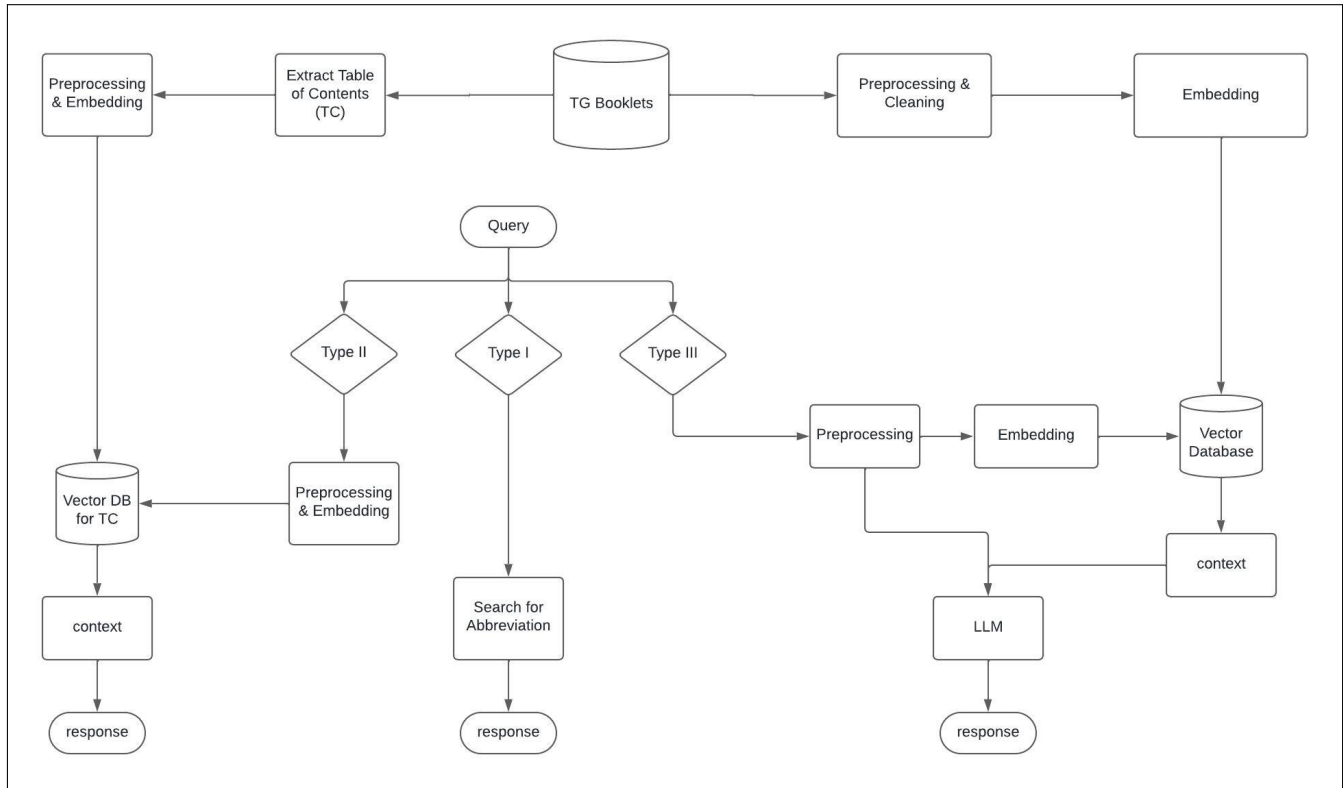 Preprocessing
& Embedding
Extract Table
of Contents
(TC)
TG Booklets
Preprocessing &
Cleaning
Embedding
Query
Type II
Type I
Type III
Preprocessing
Embedding
Vector
Database
Vector DB
for TC
Preprocessing
& Embedding
context
context
Search for
Abbreviation
LLM
response
response
response